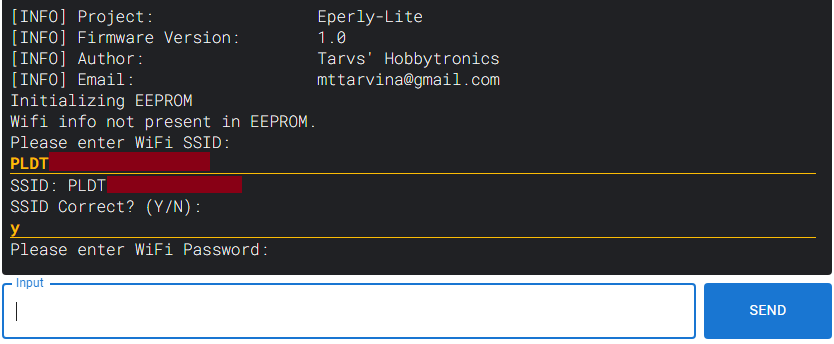 [INFO] Project: Eperly-Lite
[INFO] Firmware Version: 1.0
[INFO] Author: Tarvs' Hobbytronics
[INFO] Email: mttarvina@gmail.com
Initializing EEPROM
Wifi info not present in EEPROM.
Please enter WiFi SSID:
PLDT
SSID: PLDT
SSID Correct? (Y/N):
y
Please enter WiFi Password:
Input
SEND